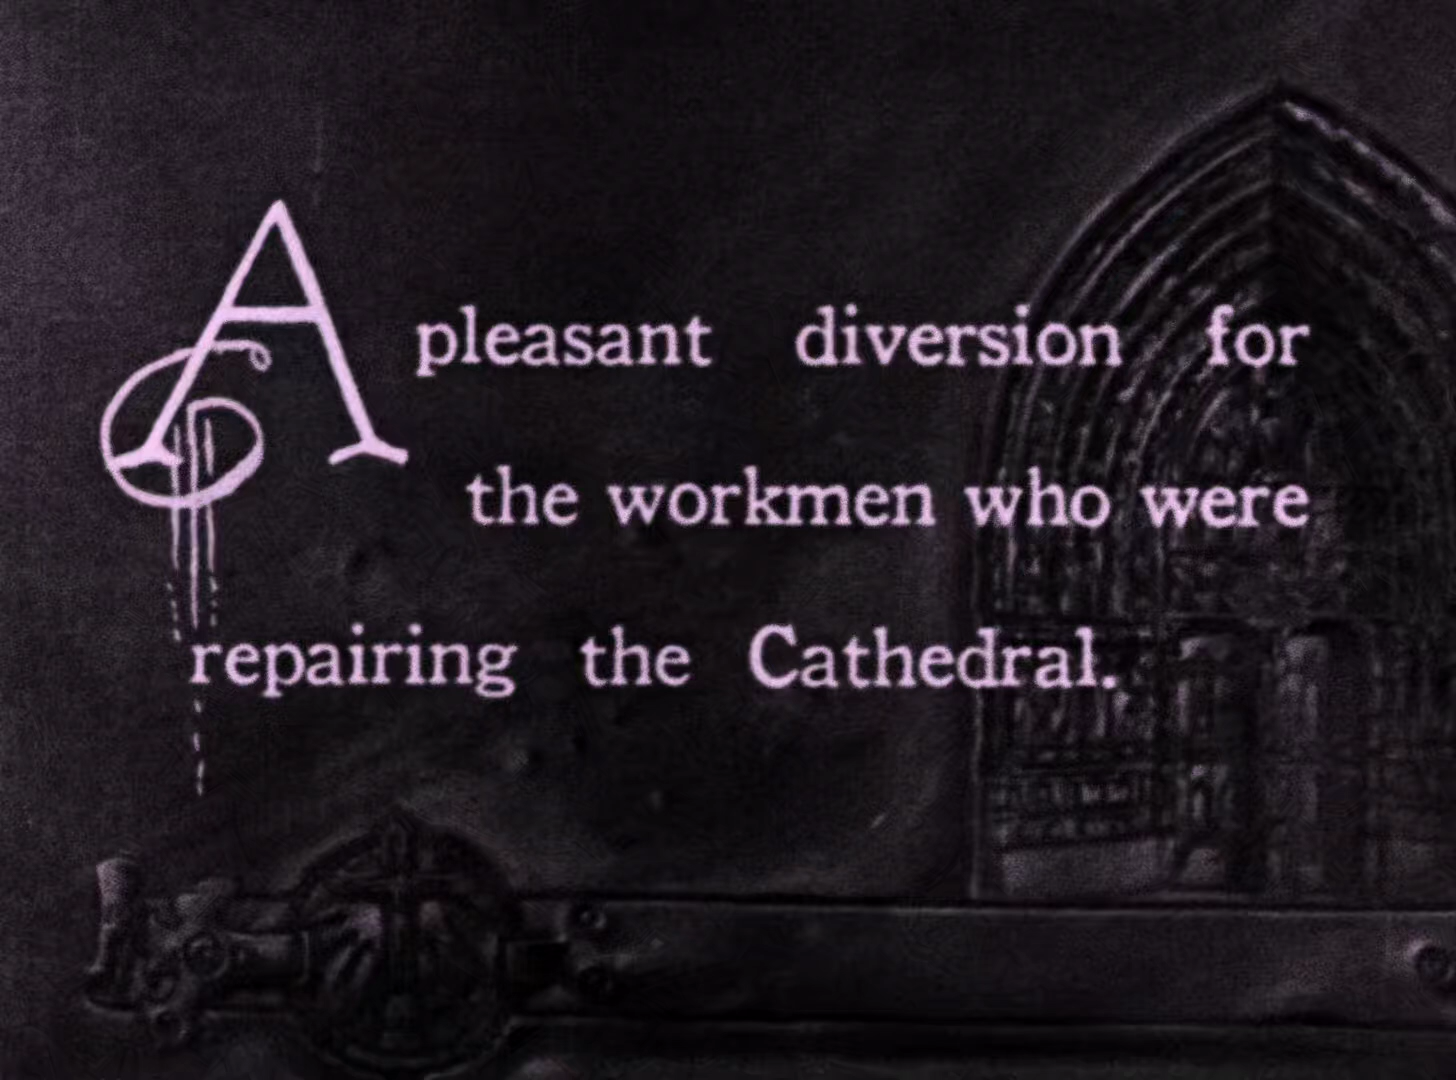 A pleasant diversion for
the workmen who were
repairing the Cathedral.